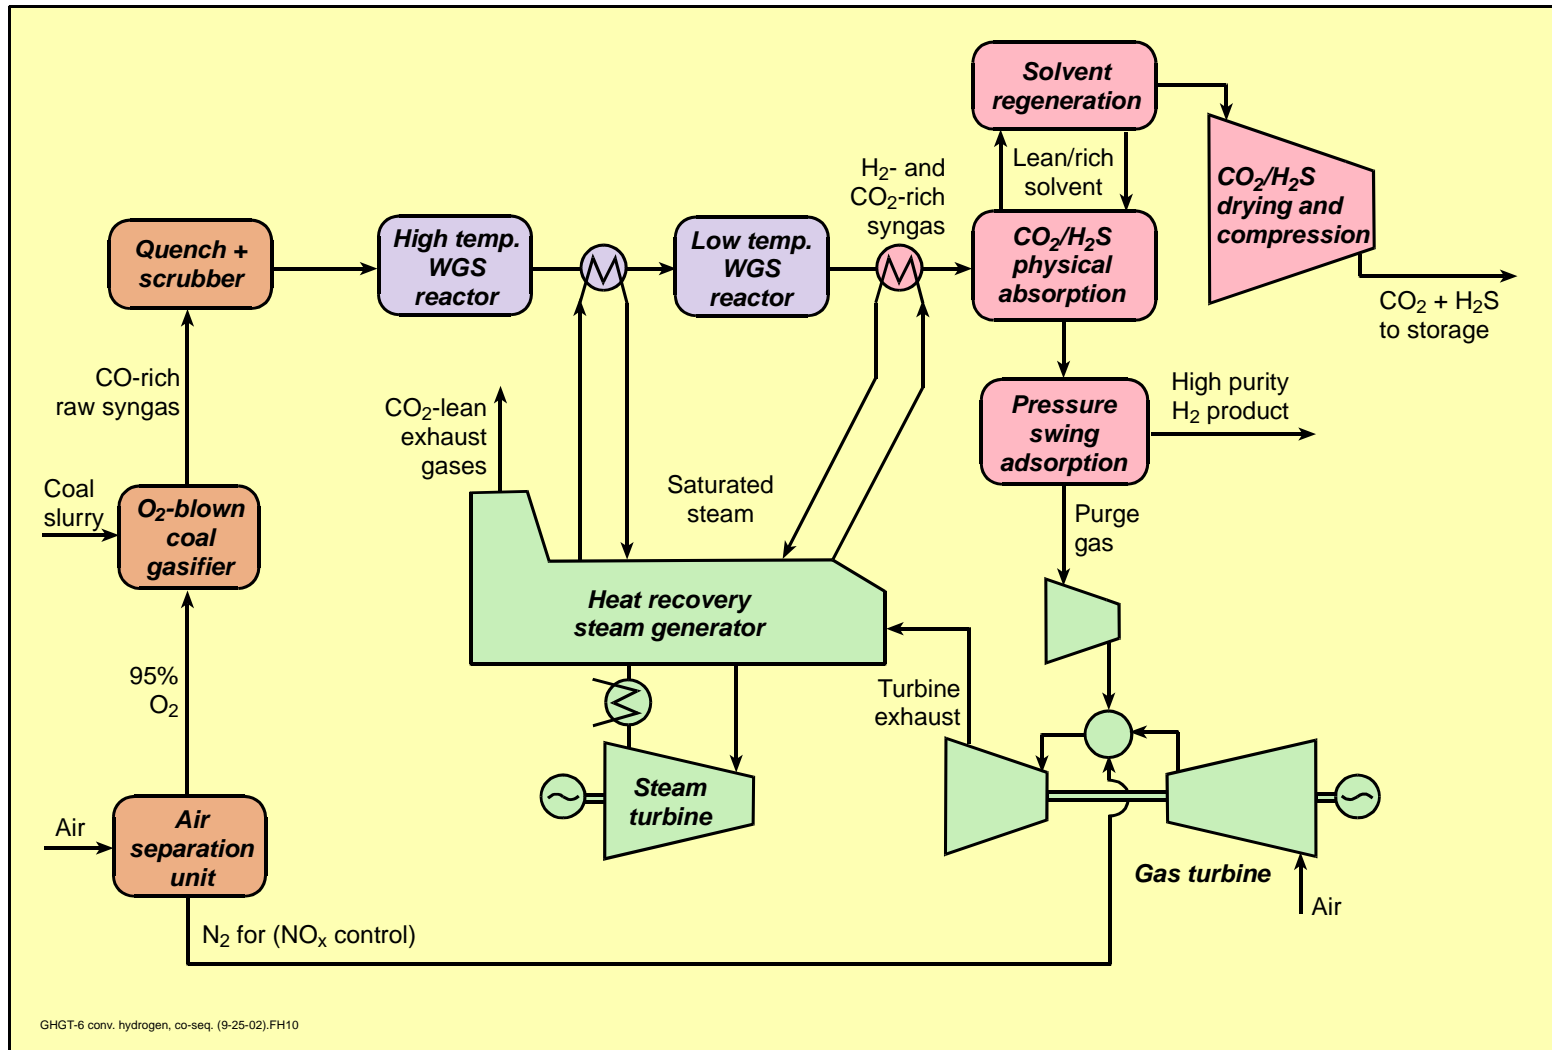 Solvent
regeneration
Lean/rich
solvent
CO2/H2S
drying and
compression
CO2 + H2S
to storage
H2- and
CO2-rich
syngas
Quench +
scrubber
High temp.
WGS
reactor
Low temp.
WGS
reactor
CO2/H2S
physical
absorption
CO-rich
raw syngas
CO2-lean
exhaust
gases
Pressure
swing
adsorption
High purity
H2 product
Coal
slurry
O2-blown
coal
gasifier
Saturated
steam
Purge
gas
Heat recovery
steam generator
95%
O2
Turbine
exhaust
Steam
turbine
Air
Air
separation
unit
Gas turbine
Air
N2 for (NOx control)
GHGT-6 conv. hydrogen, co-seq. (9-25-02).FH10